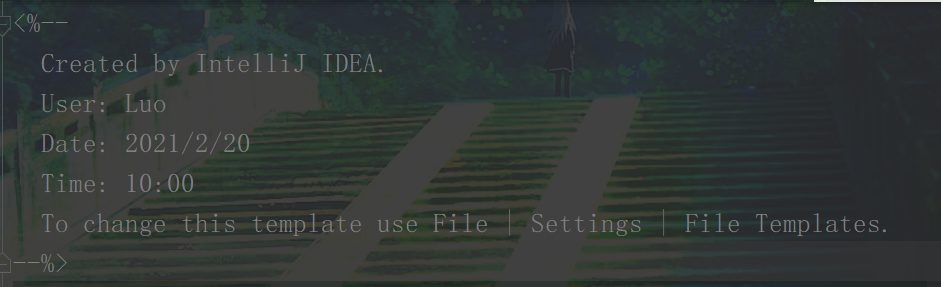 <%--
Created by IntelliJ IDEA.
User: Luo
Date: 2021/2/20
Time: 10:00
To change this template use File | Settings | File Templates.
--%>